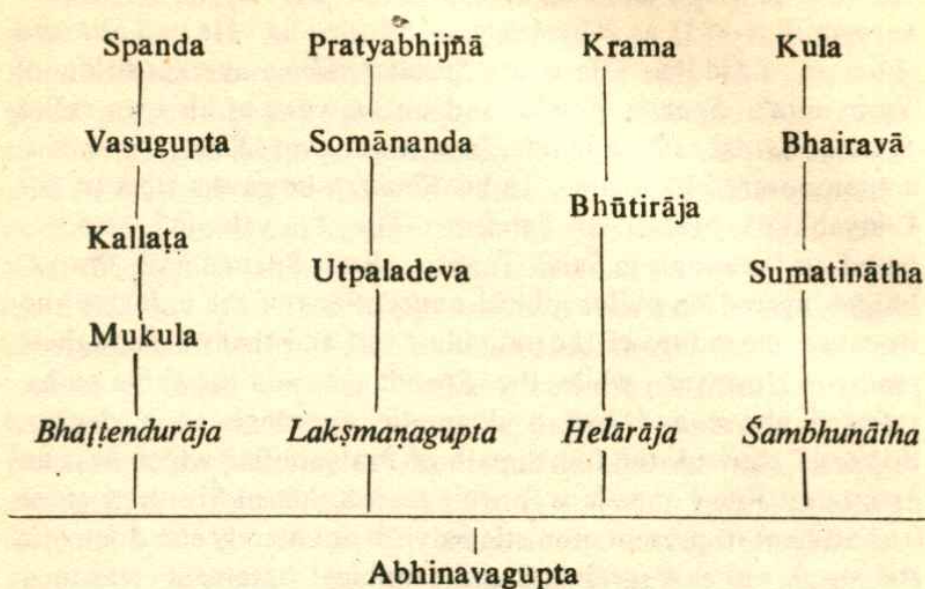 Spanda Pratyabhijñā Krama Kula
Vasugupta Somānanda Bhairavā
Bhūtirāja
Kallaṭa
Utpaladeva Sumatinātha
Mukula
Bhaṭṭendurāja Lakṣmaṇagupta Helārāja Śambhunātha
Abhinavagupta